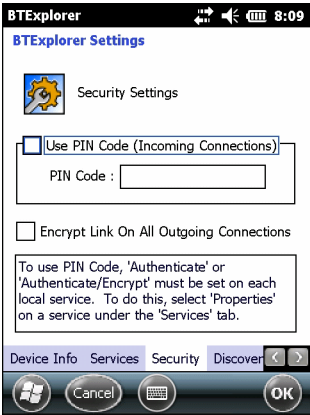 BTExplorer 8:09
BTExplorer Settings
Security Settings
Use PIN Code (Incoming Connections)
PIN Code :
Encrypt Link On All Outgoing Connections
To use PIN Code, 'Authenticate' or
'Authenticate/Encrypt' must be set on each
local service. To do this, select 'Properties'
on a service under the 'Services' tab.
Device Info Services Security Discover
Cancel OK